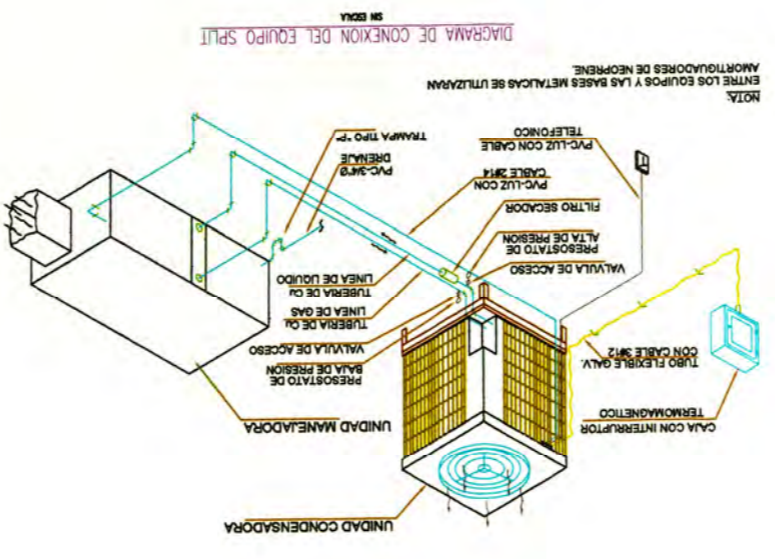 UNIDAD CONDENSADORA
CAJA CON INTERRUPTOR
TERMOMAGNETICO
UNIDAD MANEJADORA
TUBO FLEXIBLE GALV.
CON CABLE 3#12
PRESOSTATO DE
BAJA DE PRESION
VALVULA DE ACCESO
TUBERIA DE Cu
LINEA DE GAS
TUBERIA DE Cu
LINEA DE LIQUIDO
VALVULA DE ACCESO
PRESOSTATO DE
ALTA DE PRESION
FILTRO SECADOR
PVC-LUZ CON
CABLE 2#14
PVC-LUZ CON CABLE
TELEFONICO
PVC-3/4"Ø
DRENAJE
TRAMPA TIPO "P"
NOTA:
ENTRE LOS EQUIPOS Y LAS BASES METALICAS SE UTILIZARAN
AMORTIGUADORES DE NEOPRENE
DIAGRAMA DE CONEXION DEL EQUIPO SPLIT
SIN ESCALA